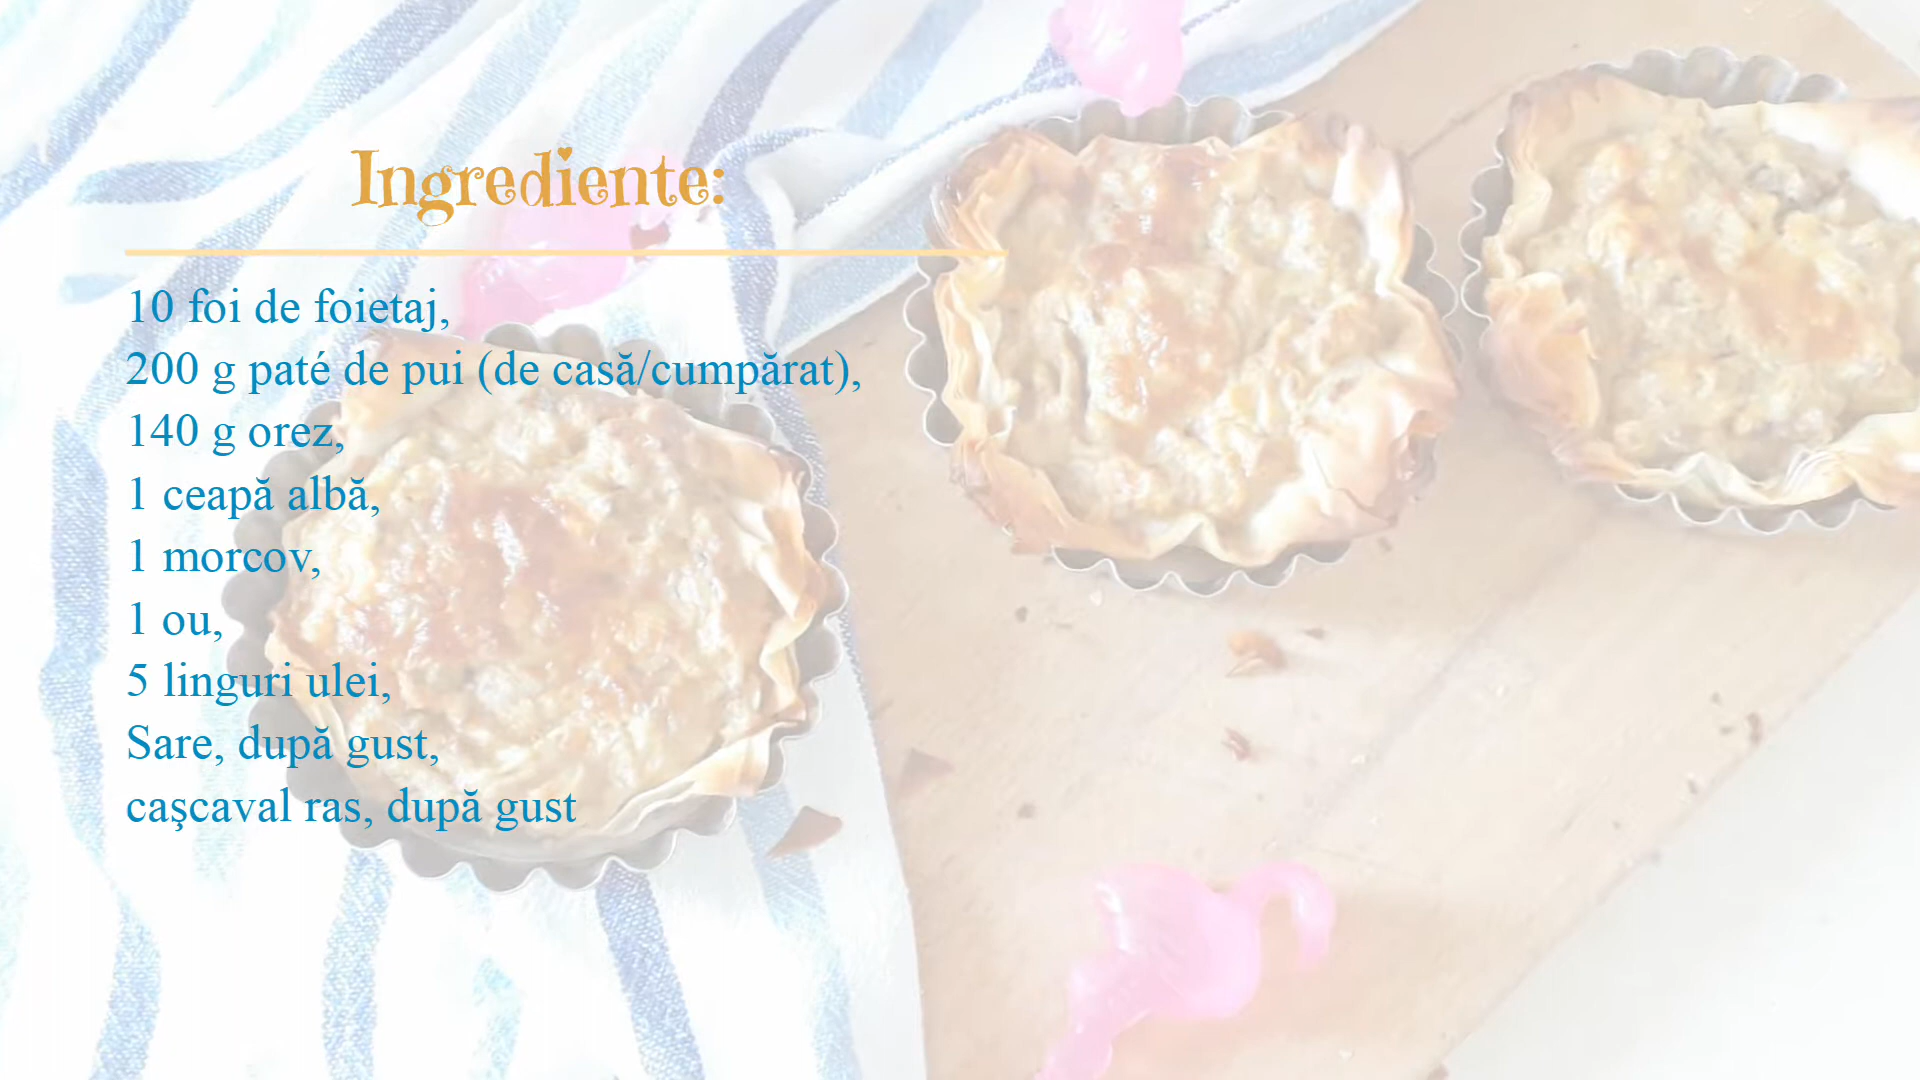 Ingrediente:
10 foi de foietaj,
200 g paté de pui (de casă/cumpărat),
140 g orez,
1 ceapă albă,
1 morcov,
1 ou,
5 linguri ulei,
Sare, după gust,
caşcaval ras, după gust